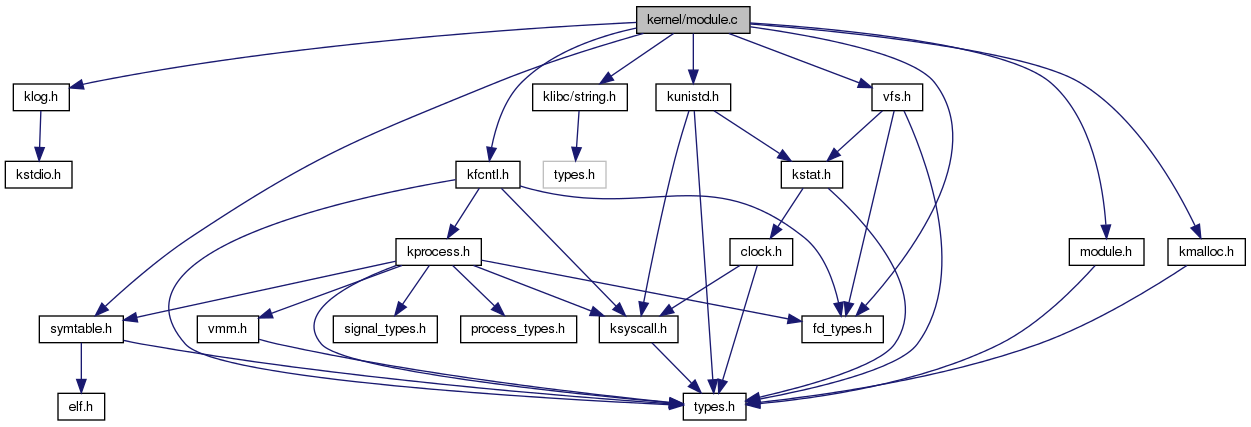 kernel/module.c
klog.h
klibc/string.h
kunistd.h
vfs.h
kstdio.h
kfcntl.h
types.h
kstat.h
kprocess.h
clock.h
module.h
kmalloc.h
symtable.h
vmm.h
signal_types.h
process_types.h
ksyscall.h
fd_types.h
elf.h
types.h